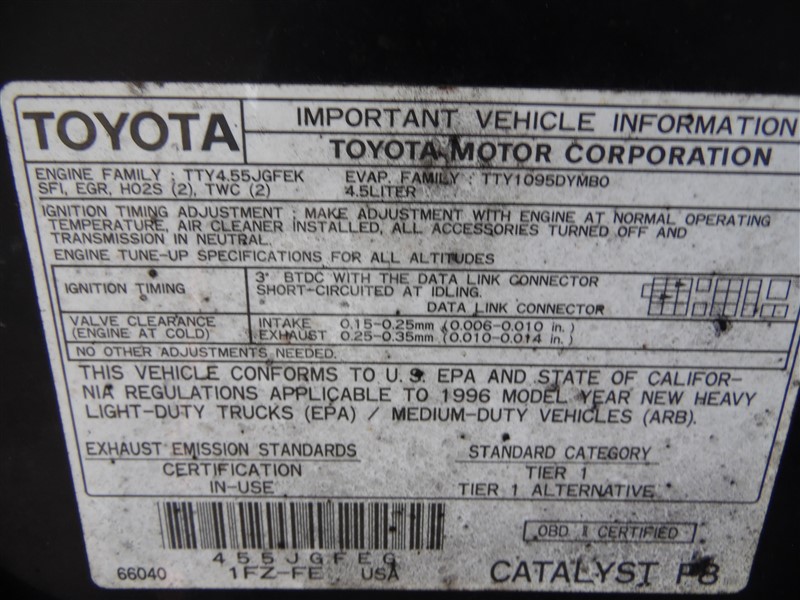 TOYOTA
IMPORTANT VEHICLE INFORMATION
TOYOTA MOTOR CORPORATION
ENGINE FAMILY : TTY4.55JGFEK EVAP. FAMILY : TTY1095DYMB0
SFI, EGR, HO2S (2), TWC (2) 4.5LITER
IGNITION TIMING ADJUSTMENT : MAKE ADJUSTMENT WITH ENGINE AT NORMAL OPERATING
TEMPERATURE, AIR CLEANER INSTALLED, ALL ACCESSORIES TURNED OFF AND
TRANSMISSION IN NEUTRAL.
ENGINE TUNE-UP SPECIFICATIONS FOR ALL ALTITUDES
IGNITION TIMING
3° BTDC WITH THE DATA LINK CONNECTOR
SHORT-CIRCUITED AT IDLING.
DATA LINK CONNECTOR
VALVE CLEARANCE
(ENGINE AT COLD)
INTAKE 0.15-0.25mm (0.006-0.010 in.)
EXHAUST 0.25-0.35mm (0.010-0.014 in.)
NO OTHER ADJUSTMENTS NEEDED.
THIS VEHICLE CONFORMS TO U.S. EPA AND STATE OF CALIFOR-
NIA REGULATIONS APPLICABLE TO 1996 MODEL YEAR NEW HEAVY
LIGHT-DUTY TRUCKS (EPA) / MEDIUM-DUTY VEHICLES (ARB).
EXHAUST EMISSION STANDARDS STANDARD CATEGORY
CERTIFICATION TIER 1
IN-USE TIER 1 ALTERNATIVE
OBD II CERTIFIED
455JGFEG
66040 1FZ-FE USA
CATALYST P8